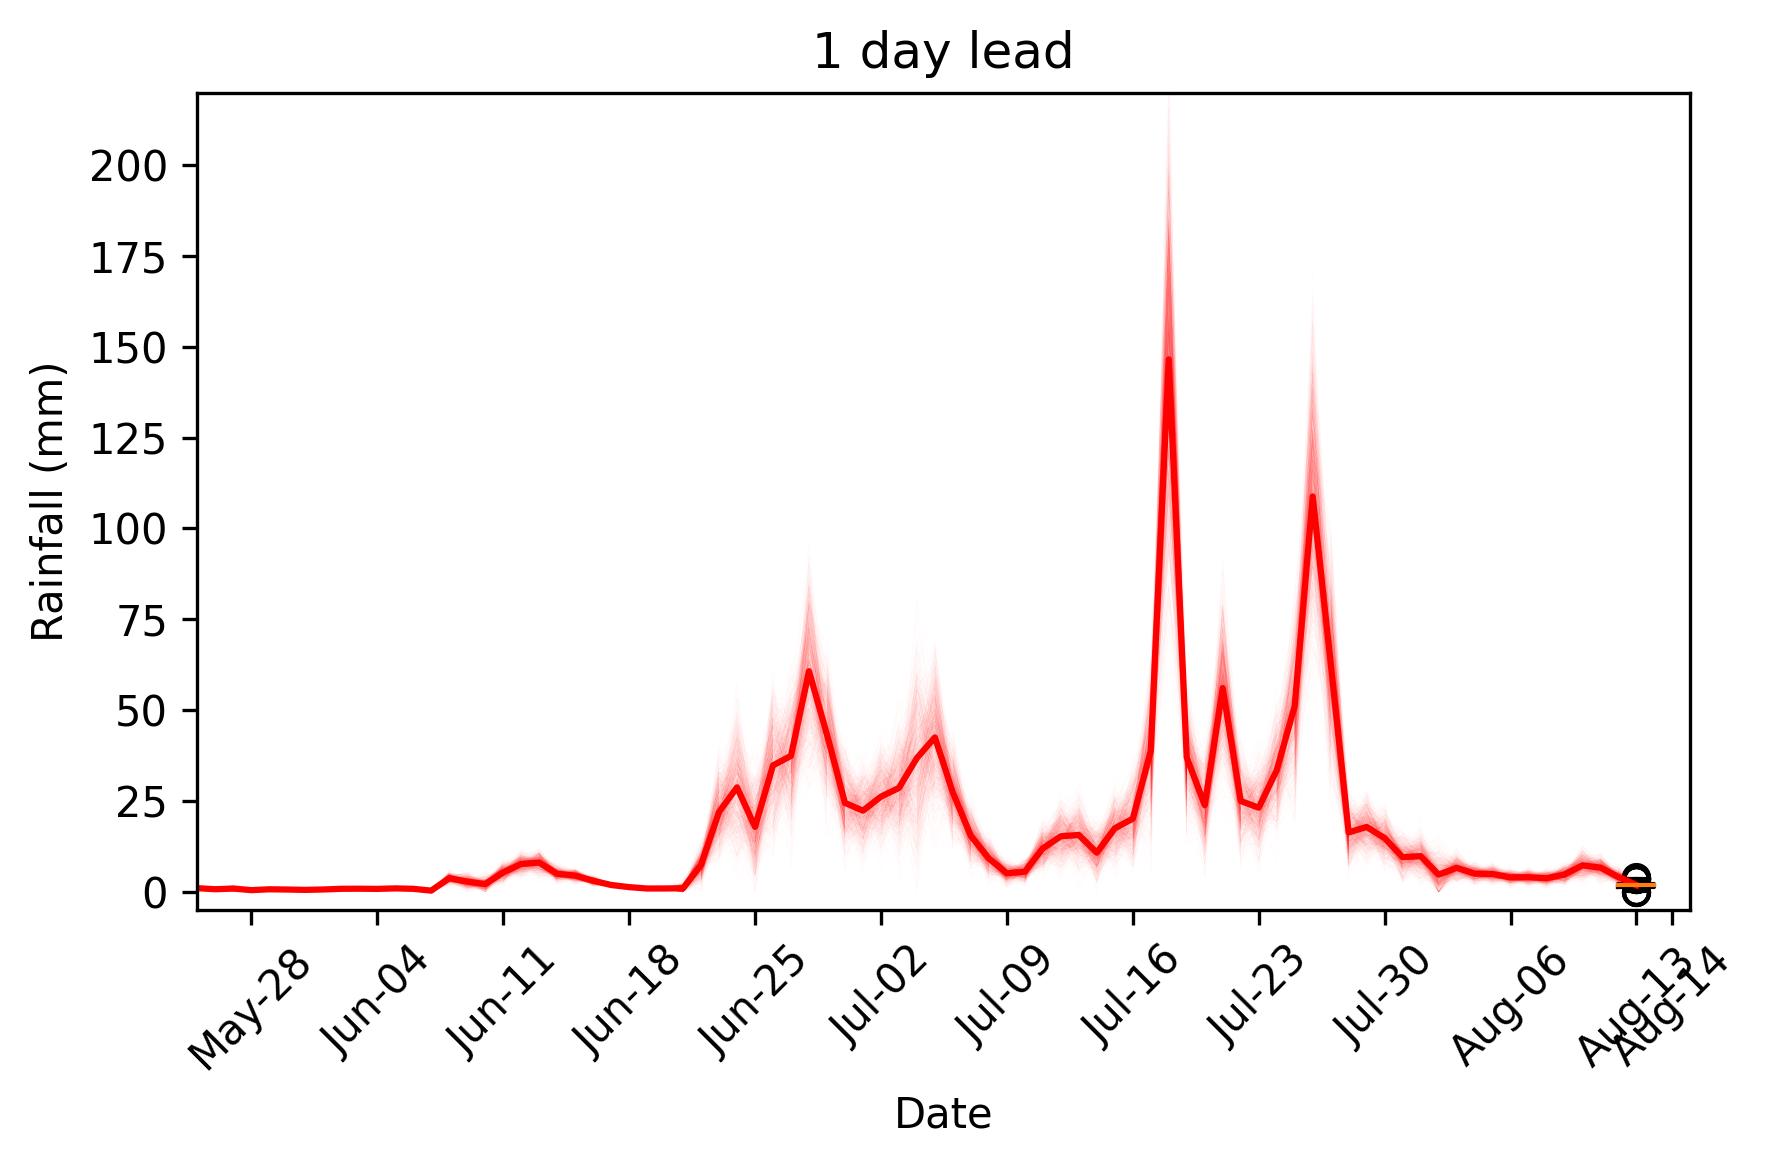 1 day lead
Rainfall (mm)
200
175
150
125
100
75
50
25
0
May-28
Jun-04
Jun-11
Jun-18
Jun-25
Jul-02
Jul-09
Jul-16
Jul-23
Jul-30
Aug-06
Aug-13
Aug-14
Date